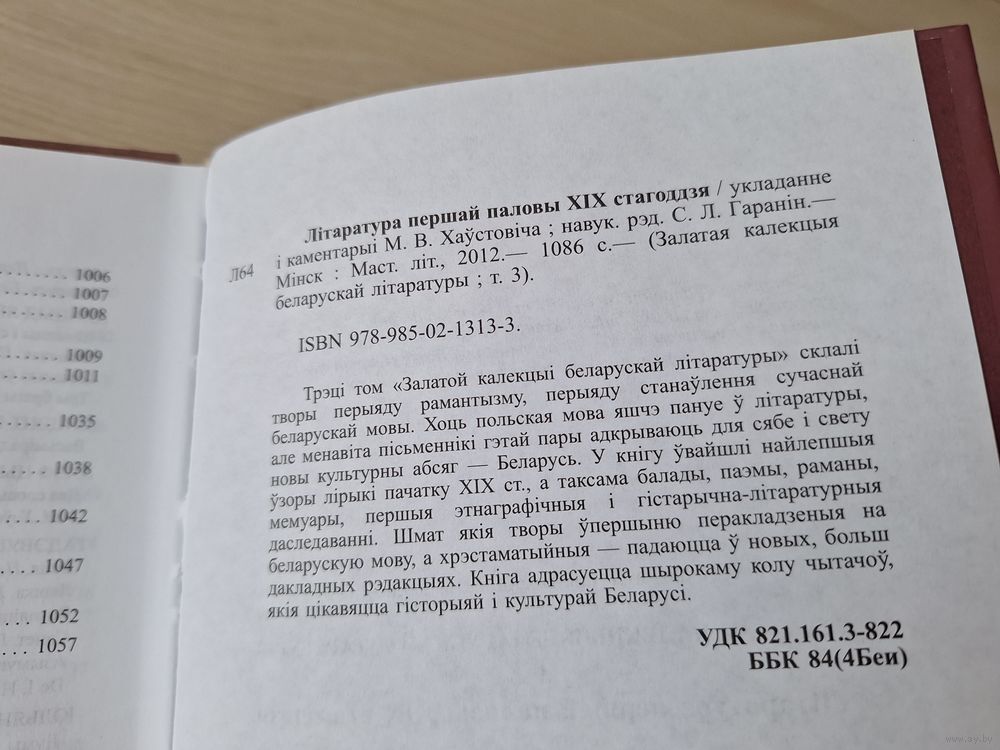 . . . . . . . 1006
. . . . . . . 1007
. . . . . . . 1008
. . . . . . . 1009
. . . . . . . 1011
. . . . . . 1035
. . . . . . 1038
. . . . . 1042
. . . . 1047
. . . 1052
. . . 1057
Літаратура першай паловы XIX стагоддзя / укладанне
Л64 і каментарыі М. В. Хаўстовіча ; навук. рэд. С. Л. Гаранін.—
Мінск : Маст. літ., 2012.— 1086 с.— (Залатая калекцыя
беларускай літаратуры ; т. 3).
ISBN 978-985-02-1313-3.
Трэці том «Залатой калекцыі беларускай літаратуры» склалі
творы перыяду рамантызму, перыяду станаўлення сучаснай
беларускай мовы. Хоць польская мова яшчэ пануе ў літаратуры,
але менавіта пісьменнікі гэтай пары адкрываюць для сябе і свету
новы культурны абсяг — Беларусь. У кнігу ўвайшлі найлепшыя
ўзоры лірыкі пачатку XIX ст., а таксама балады, паэмы, раманы,
мемуары, першыя этнаграфічныя і гістарычна-літаратурныя
даследаванні. Шмат якія творы ўпершыню перакладзеныя на
беларускую мову, а хрэстаматыйныя — падаюцца ў новых, больш
дакладных рэдакцыях. Кніга адрасуецца шырокаму колу чытачоў,
якія цікавяцца гісторыяй і культурай Беларусі.
УДК 821.161.3-822
ББК 84(4Беи)
www.ay.by